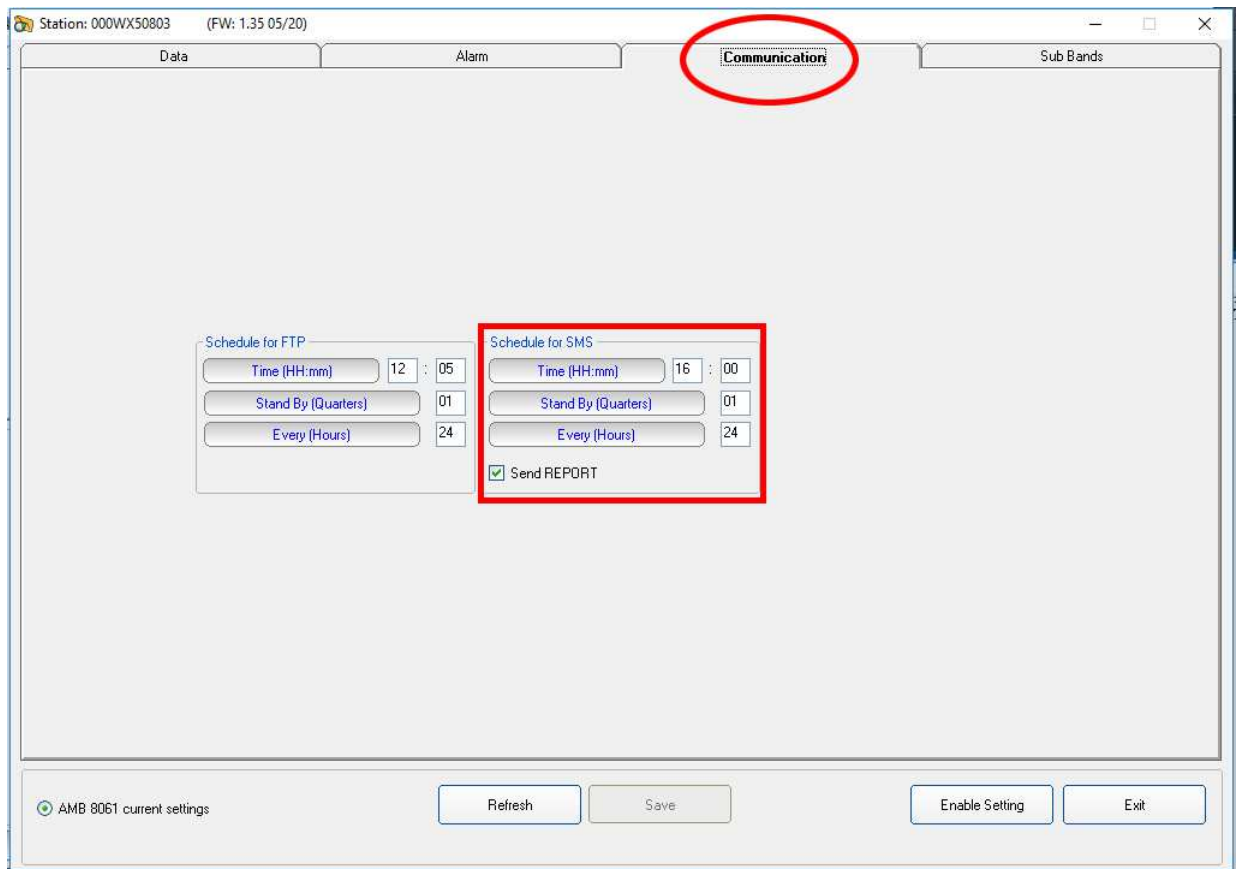 Station: 000WX50803 (FW: 1.35 05/20)
Data Alarm Communication Sub Bands
Schedule for FTP
Time (HH:mm) 12 : 05
Stand By (Quarters) 01
Every (Hours) 24
Schedule for SMS
Time (HH:mm) 16 : 00
Stand By (Quarters) 01
Every (Hours) 24
Send REPORT
AMB 8061 current settings Refresh Save Enable Setting Exit